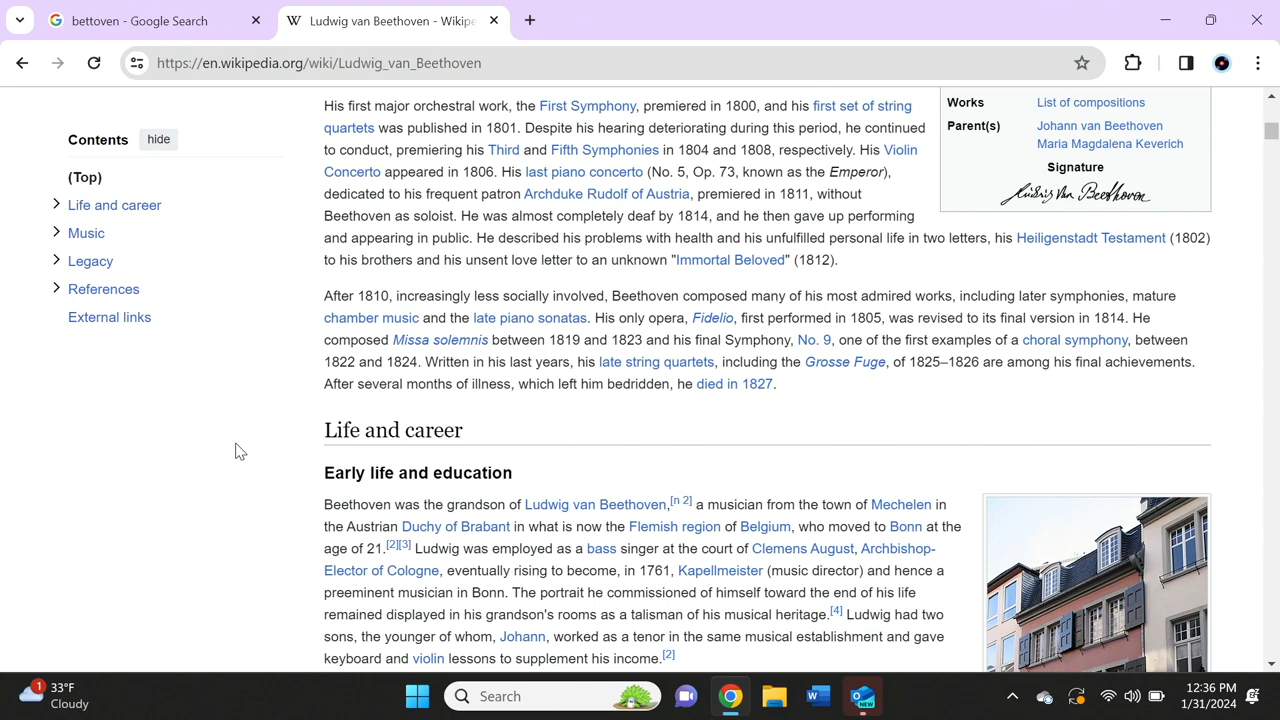 bettoven - Google Search
Ludwig van Beethoven - Wikipe
https://en.wikipedia.org/wiki/Ludwig_van_Beethoven
Contents hide
(Top)
Life and career
Music
Legacy
References
External links
His first major orchestral work, the First Symphony, premiered in 1800, and his first set of string
quartets was published in 1801. Despite his hearing deteriorating during this period, he continued
to conduct, premiering his Third and Fifth Symphonies in 1804 and 1808, respectively. His Violin
Concerto appeared in 1806. His last piano concerto (No. 5, Op. 73, known as the Emperor),
dedicated to his frequent patron Archduke Rudolf of Austria, premiered in 1811, without
Beethoven as soloist. He was almost completely deaf by 1814, and he then gave up performing
and appearing in public. He described his problems with health and his unfulfilled personal life in two letters, his Heiligenstadt Testament (1802)
to his brothers and his unsent love letter to an unknown "Immortal Beloved" (1812).
Works List of compositions
Parent(s) Johann van Beethoven
Maria Magdalena Keverich
Signature
Ludwig van Beethoven
After 1810, increasingly less socially involved, Beethoven composed many of his most admired works, including later symphonies, mature
chamber music and the late piano sonatas. His only opera, Fidelio, first performed in 1805, was revised to its final version in 1814. He
composed Missa solemnis between 1819 and 1823 and his final Symphony, No. 9, one of the first examples of a choral symphony, between
1822 and 1824. Written in his last years, his late string quartets, including the Grosse Fuge, of 1825–1826 are among his final achievements.
After several months of illness, which left him bedridden, he died in 1827.
Life and career
Early life and education
Beethoven was the grandson of Ludwig van Beethoven,[n 2] a musician from the town of Mechelen in
the Austrian Duchy of Brabant in what is now the Flemish region of Belgium, who moved to Bonn at the
age of 21.[2][3] Ludwig was employed as a bass singer at the court of Clemens August, Archbishop-
Elector of Cologne, eventually rising to become, in 1761, Kapellmeister (music director) and hence a
preeminent musician in Bonn. The portrait he commissioned of himself toward the end of his life
remained displayed in his grandson's rooms as a talisman of his musical heritage.[4] Ludwig had two
sons, the younger of whom, Johann, worked as a tenor in the same musical establishment and gave
keyboard and violin lessons to supplement his income.[2]
1
33°F
Cloudy
Search
NEW
12:36 PM
1/31/2024